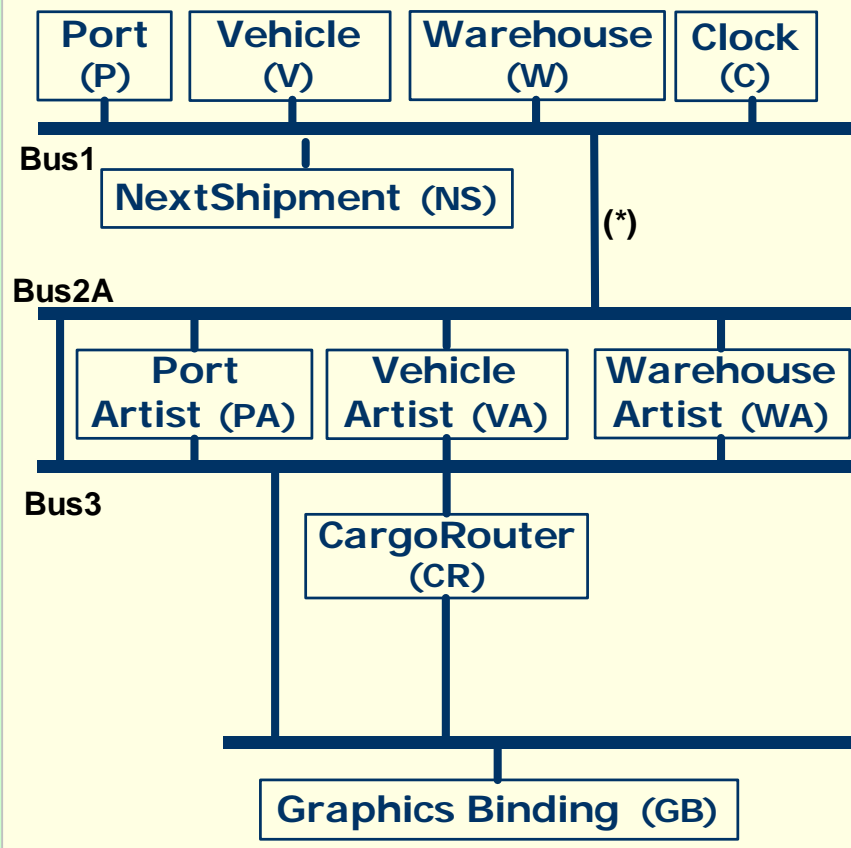 Port
(P)
Vehicle
(V)
Warehouse
(W)
Clock
(C)
Bus1
NextShipment (NS)
(*)
Bus2A
Port
Artist (PA)
Vehicle
Artist (VA)
Warehouse
Artist (WA)
Bus3
CargoRouter
(CR)
Graphics Binding (GB)